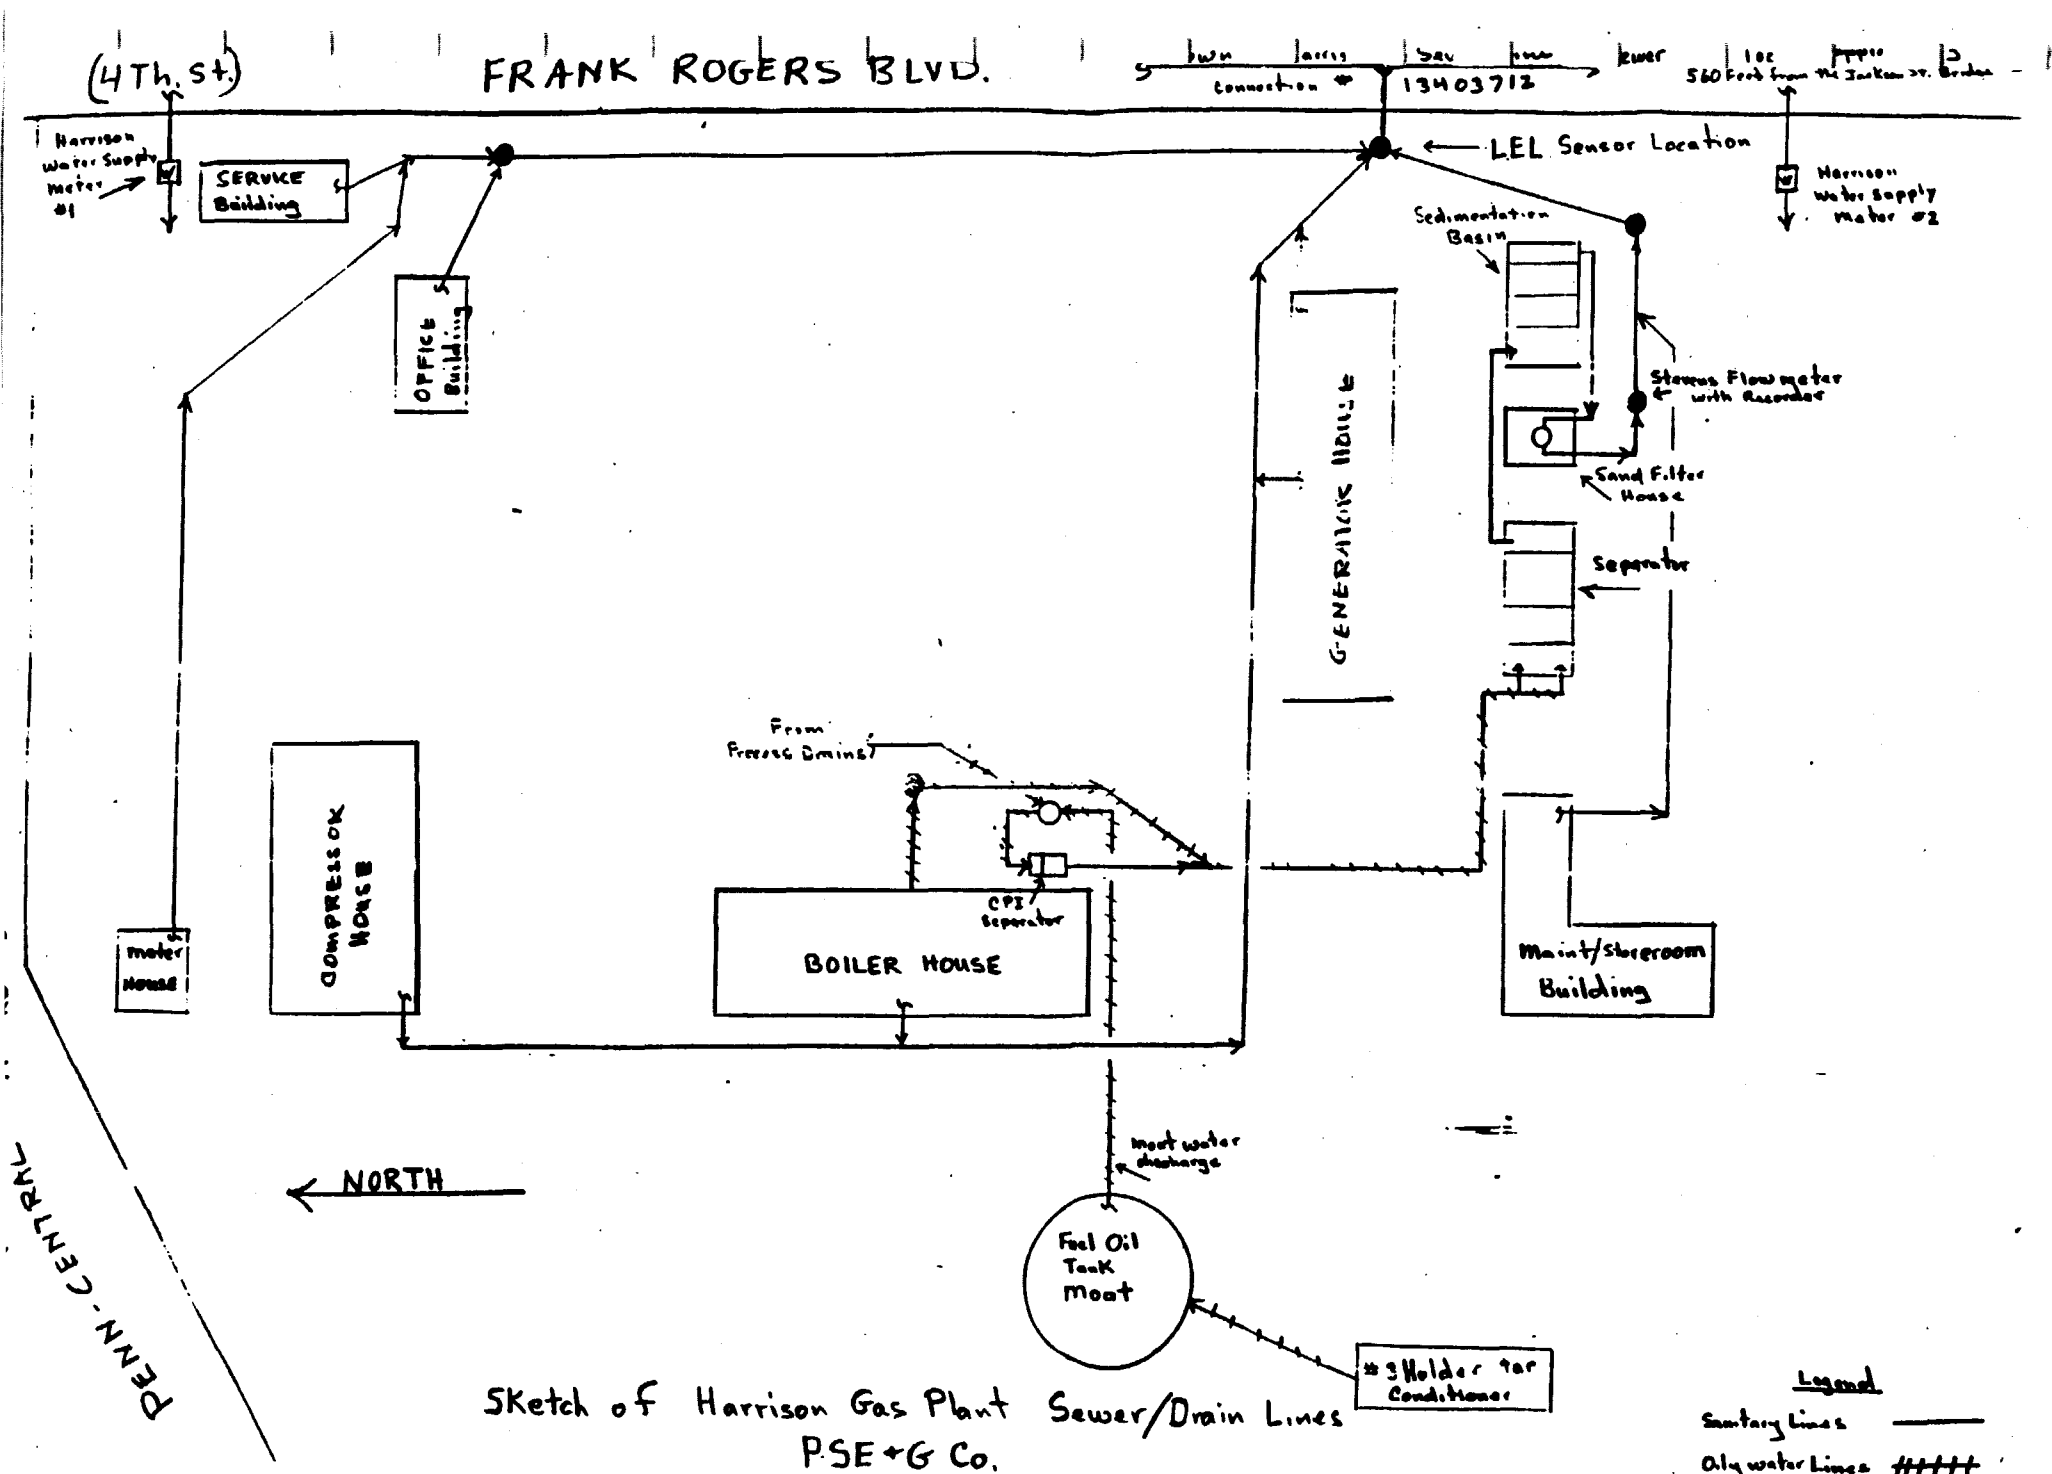 (4 Th. St.)
FRANK ROGERS BLVD.
Sewer
Connection # 13403712
560 Feet from the Jackson St. Bridge
Harrison
Water Supply
Meter
#1
SERVICE
Building
LEL Sensor Location
Harrison
Water Supply
Meter #2
Sedimentation
Basin
OFFICE
Building
Stevens Flowmeter
with Recorder
GENERATOR HOUSE
Sand Filter
House
Separator
From
Drains
COMPRESSOR
HOUSE
CPI
Separator
BOILER HOUSE
Meter
House
Maint/Storeroom
Building
Moat water
discharge
NORTH
PENN-CENTRAL
Fuel Oil
Tank
Moat
#3 Holder Tar
Conditioner
Sketch of Harrison Gas Plant Sewer/Drain Lines
PSE+G Co.
Legend
Sanitary Lines
Oily water Lines